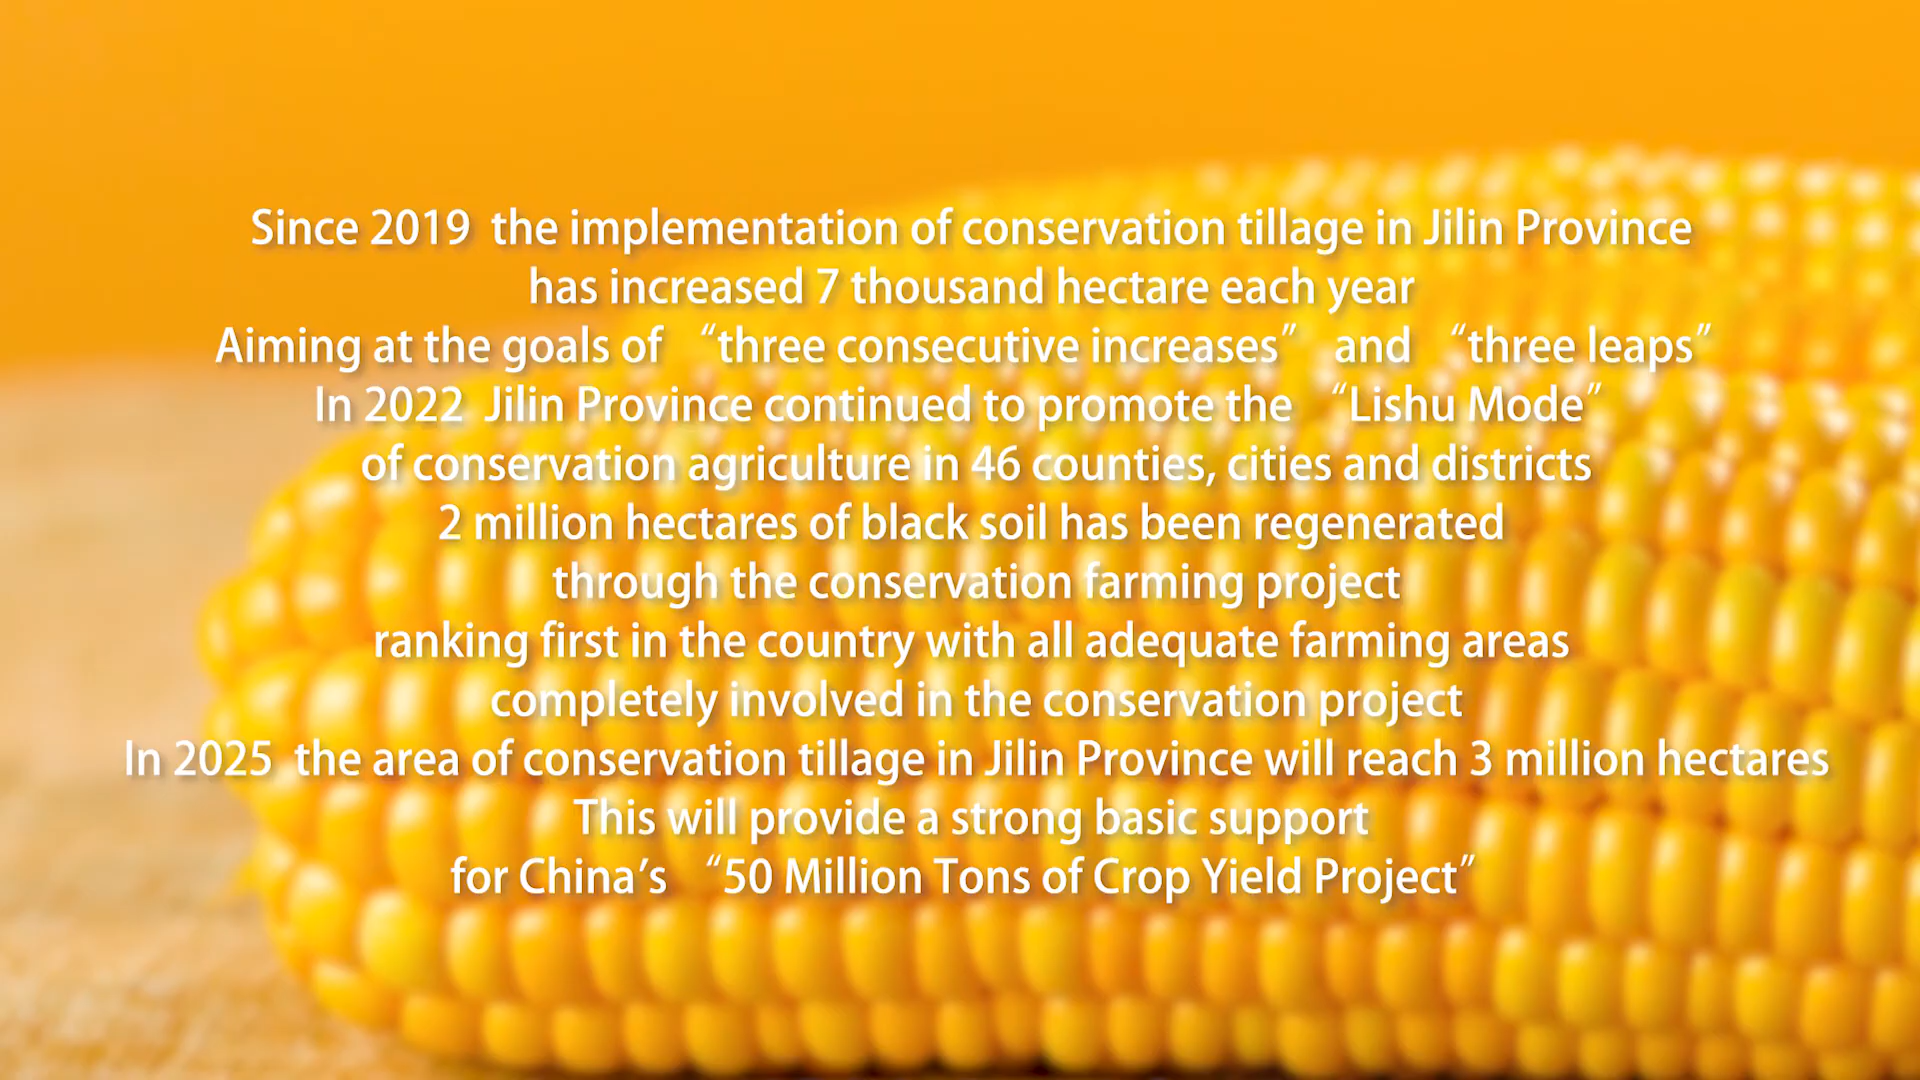 Since 2019  the implementation of conservation tillage in Jilin Province
has increased 7 thousand hectare each year
Aiming at the goals of “three consecutive increases” and “three leaps”
In 2022  Jilin Province continued to promote the “Lishu Mode”
of conservation agriculture in 46 counties, cities and districts
2 million hectares of black soil has been regenerated
through the conservation farming project
ranking first in the country with all adequate farming areas
completely involved in the conservation project
In 2025  the area of conservation tillage in Jilin Province will reach 3 million hectares
This will provide a strong basic support
for China’s “50 Million Tons of Crop Yield Project”